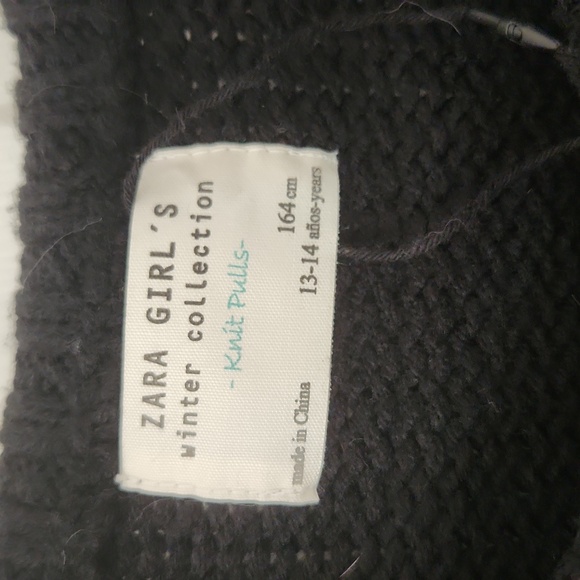 ZARA GIRL'S
winter collection
- Knit Pulls-
164 cm
made in China 13-14 años-years